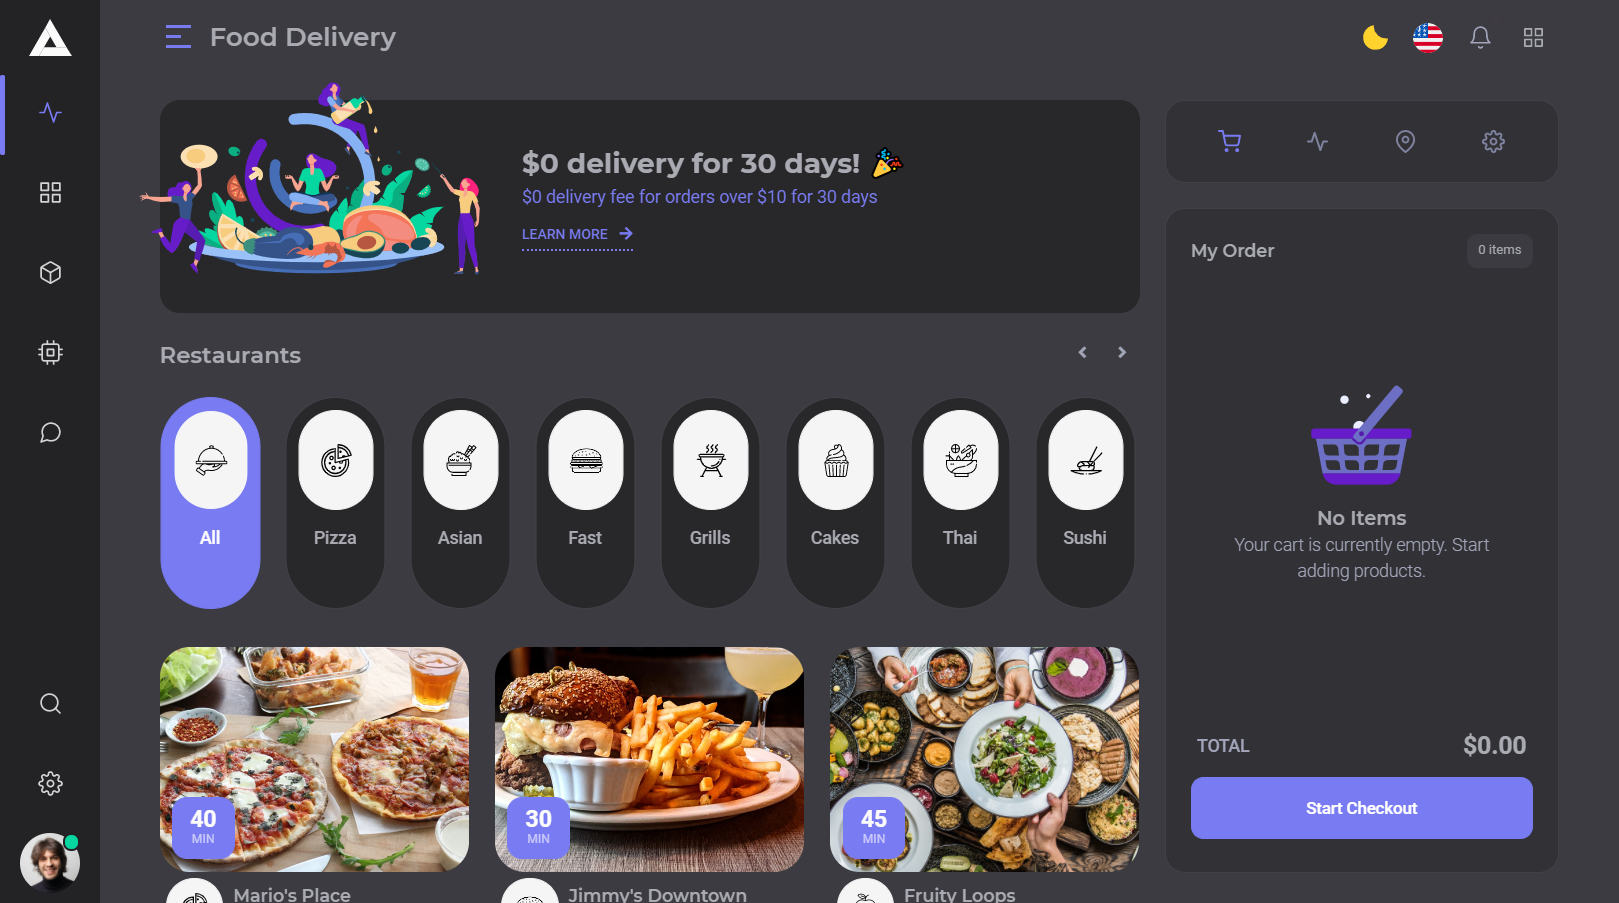 Food Delivery
$0 delivery for 30 days!
$0 delivery fee for orders over $10 for 30 days
LEARN MORE
Restaurants
All
Pizza
Asian
Fast
Grills
Cakes
Thai
Sushi
40
MIN
30
MIN
45
MIN
Mario's Place
Jimmy's Downtown
Fruity Loops
My Order
0 items
No Items
Your cart is currently empty. Start
adding products.
TOTAL
$0.00
Start Checkout